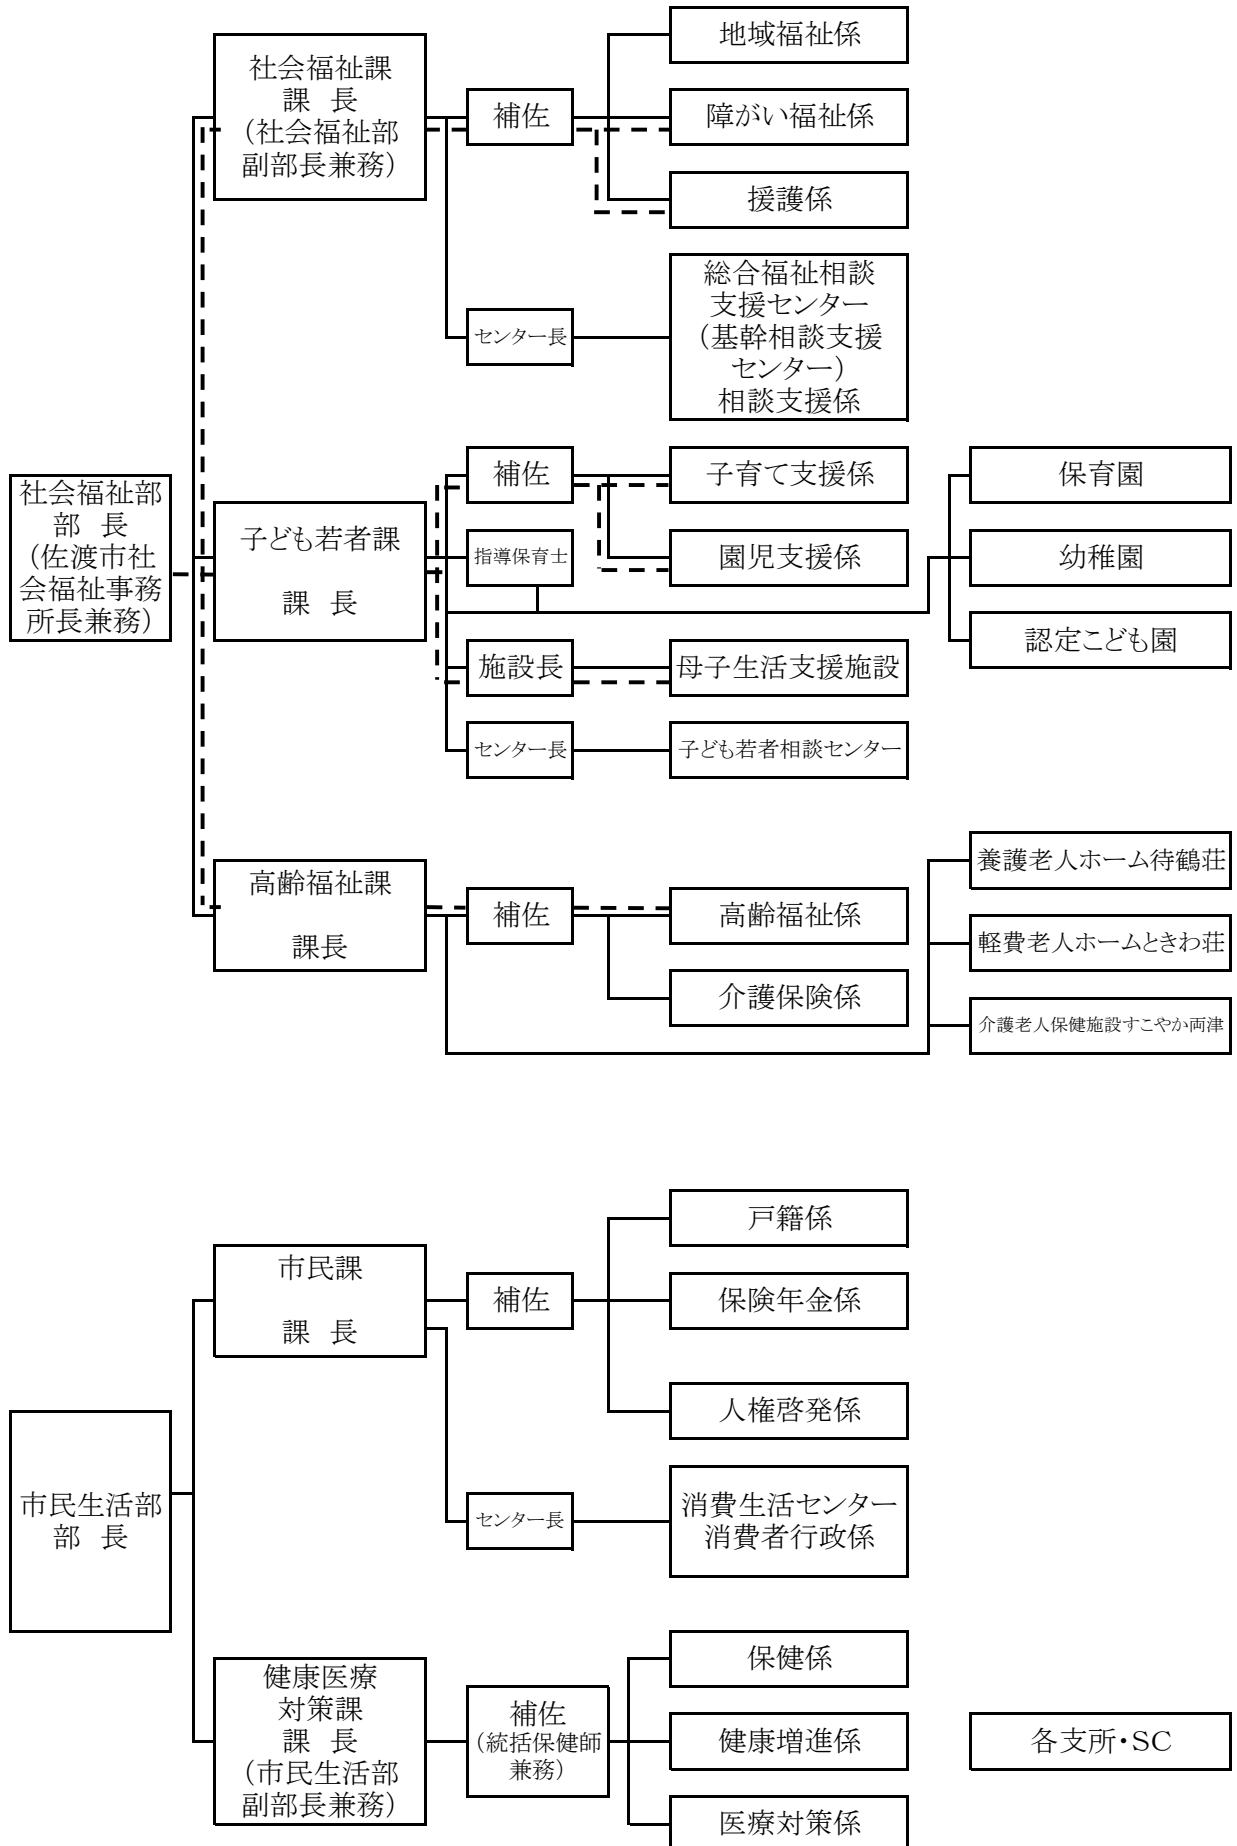 社会福祉部
部 長
(佐渡市社
会福祉事務
所長兼務)
社会福祉課
課 長
(社会福祉部
副部長兼務)
補佐
地域福祉係
障がい福祉係
援護係
センター長
総合福祉相談
支援センター
(基幹相談支援
センター)
相談支援係
子ども若者課
課 長
補佐
子育て支援係
園児支援係
指導保育士
保育園
幼稚園
認定こども園
施設長
母子生活支援施設
センター長
子ども若者相談センター
高齢福祉課
課長
補佐
高齢福祉係
介護保険係
養護老人ホーム待鶴荘
軽費老人ホームときわ荘
介護老人保健施設すこやか両津
市民生活部
部 長
市民課
課 長
補佐
戸籍係
保険年金係
人権啓発係
センター長
消費生活センター
消費者行政係
健康医療
対策課
課 長
(市民生活部
副部長兼務)
補佐
(統括保健師
兼務)
保健係
健康増進係
医療対策係
各支所・SC